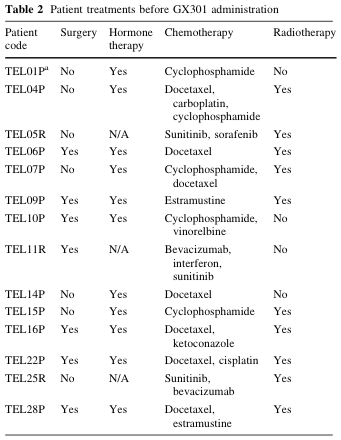 Table 2 Patient treatments before GX301 administration
Patient code Surgery Hormone therapy Chemotherapy Radiotherapy
TEL01Pa No Yes Cyclophosphamide No
TEL04P No Yes Docetaxel, carboplatin, cyclophosphamide Yes
TEL05R No N/A Sunitinib, sorafenib Yes
TEL06P Yes Yes Docetaxel Yes
TEL07P No Yes Cyclophosphamide, docetaxel Yes
TEL09P Yes Yes Estramustine Yes
TEL10P Yes Yes Cyclophosphamide, vinorelbine No
TEL11R Yes N/A Bevacizumab, interferon, sunitinib No
TEL14P No Yes Docetaxel No
TEL15P No Yes Cyclophosphamide Yes
TEL16P Yes Yes Docetaxel, ketoconazole Yes
TEL22P Yes Yes Docetaxel, cisplatin Yes
TEL25R No N/A Sunitinib, bevacizumab Yes
TEL28P Yes Yes Docetaxel, estramustine Yes